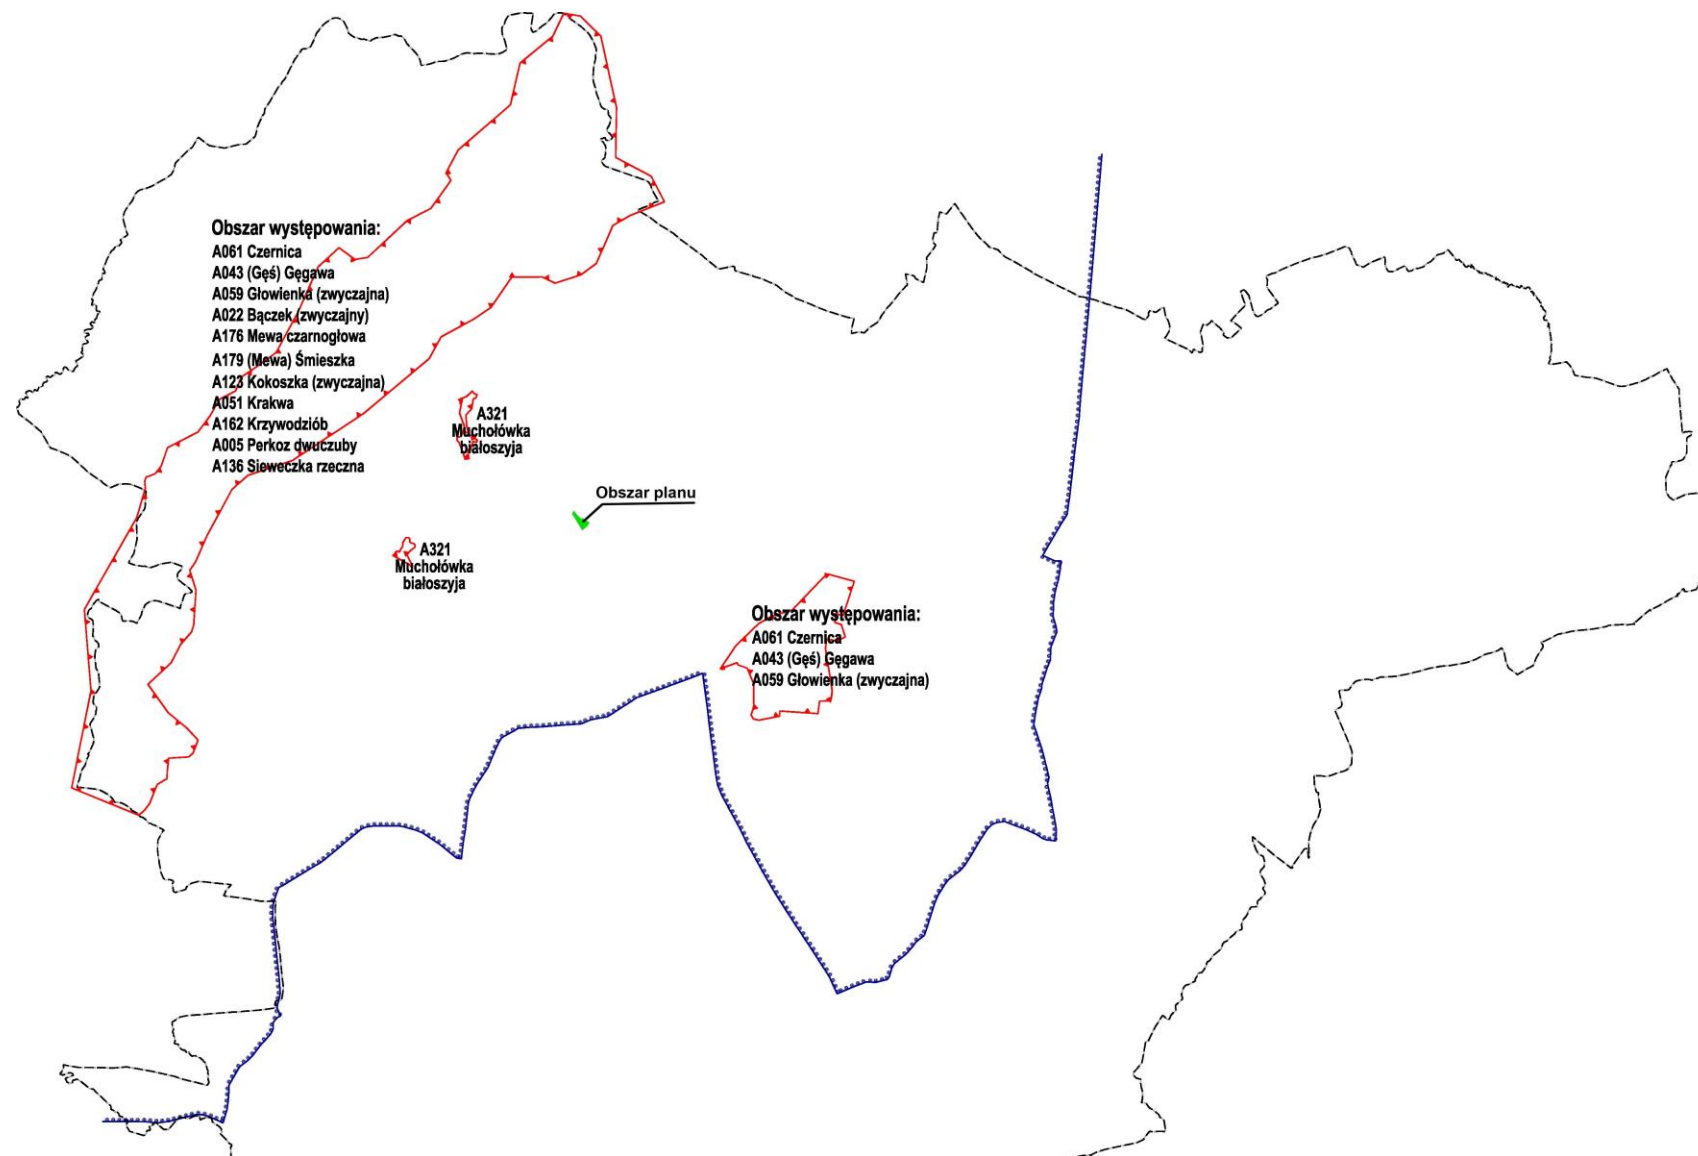 Obszar występowania:
A061 Czernica
A043 (Gęś) Gęgawa
A059 Głowienka (zwyczajna)
A022 Bączek (zwyczajny)
A176 Mewa czarnogłowa
A179 (Mewa) Śmieszka
A123 Kokoszka (zwyczajna)
A051 Krakwa
A162 Krzywodziób
A005 Perkoz dwuczuby
A136 Sieweczka rzeczna
A321
Muchołówka
białoszyja
Obszar planu
A321
Muchołówka
białoszyja
Obszar występowania:
A061 Czernica
A043 (Gęś) Gęgawa
A059 Głowienka (zwyczajna)